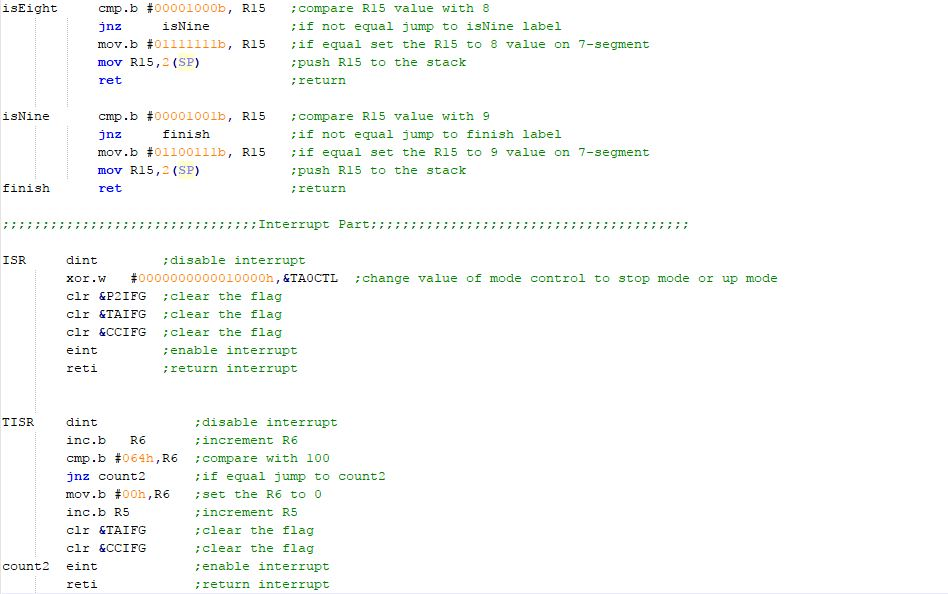 isEight cmp.b #00001000b, R15 ;compare R15 value with 8
jnz isNine ;if not equal jump to isNine label
mov.b #01111111b, R15 ;if equal set the R15 to 8 value on 7-segment
mov R15,2(SP) ;push R15 to the stack
ret ;return
isNine cmp.b #00001001b, R15 ;compare R15 value with 9
jnz finish ;if not equal jump to finish label
mov.b #01100111b, R15 ;if equal set the R15 to 9 value on 7-segment
mov R15,2(SP) ;push R15 to the stack
finish ret ;return
;;;;;;;;;;;;;;;;;;;;;;;;;;;;;;;;Interrupt Part;;;;;;;;;;;;;;;;;;;;;;;;;;;;;;;;;;;;;;;;
ISR dint ;disable interrupt
xor.w #0000000000010000h,&TA0CTL ;change value of mode control to stop mode or up mode
clr &P2IFG ;clear the flag
clr &TAIFG ;clear the flag
clr &CCIFG ;clear the flag
eint ;enable interrupt
reti ;return interrupt
TISR dint ;disable interrupt
inc.b R6 ;increment R6
cmp.b #064h,R6 ;compare with 100
jnz count2 ;if equal jump to count2
mov.b #00h,R6 ;set the R6 to 0
inc.b R5 ;increment R5
clr &TAIFG ;clear the flag
clr &CCIFG ;clear the flag
count2 eint ;enable interrupt
reti ;return interrupt